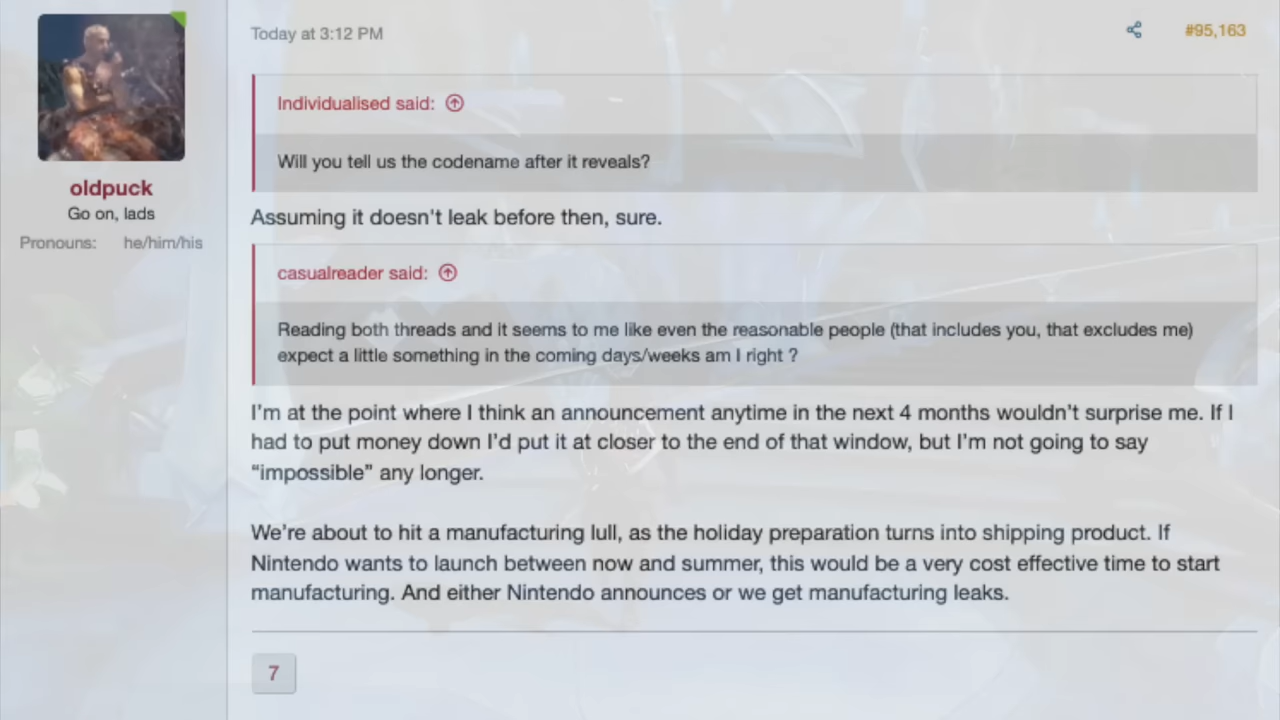 Today at 3:12 PM
#95,163
oldpuck
Go on, lads
Pronouns: he/him/his
Individualised said:
Will you tell us the codename after it reveals?
Assuming it doesn't leak before then, sure.
casualreader said:
Reading both threads and it seems to me like even the reasonable people (that includes you, that excludes me)
expect a little something in the coming days/weeks am I right ?
I'm at the point where I think an announcement anytime in the next 4 months wouldn't surprise me. If I
had to put money down I'd put it at closer to the end of that window, but I'm not going to say
“impossible” any longer.
We're about to hit a manufacturing lull, as the holiday preparation turns into shipping product. If
Nintendo wants to launch between now and summer, this would be a very cost effective time to start
manufacturing. And either Nintendo announces or we get manufacturing leaks.
7